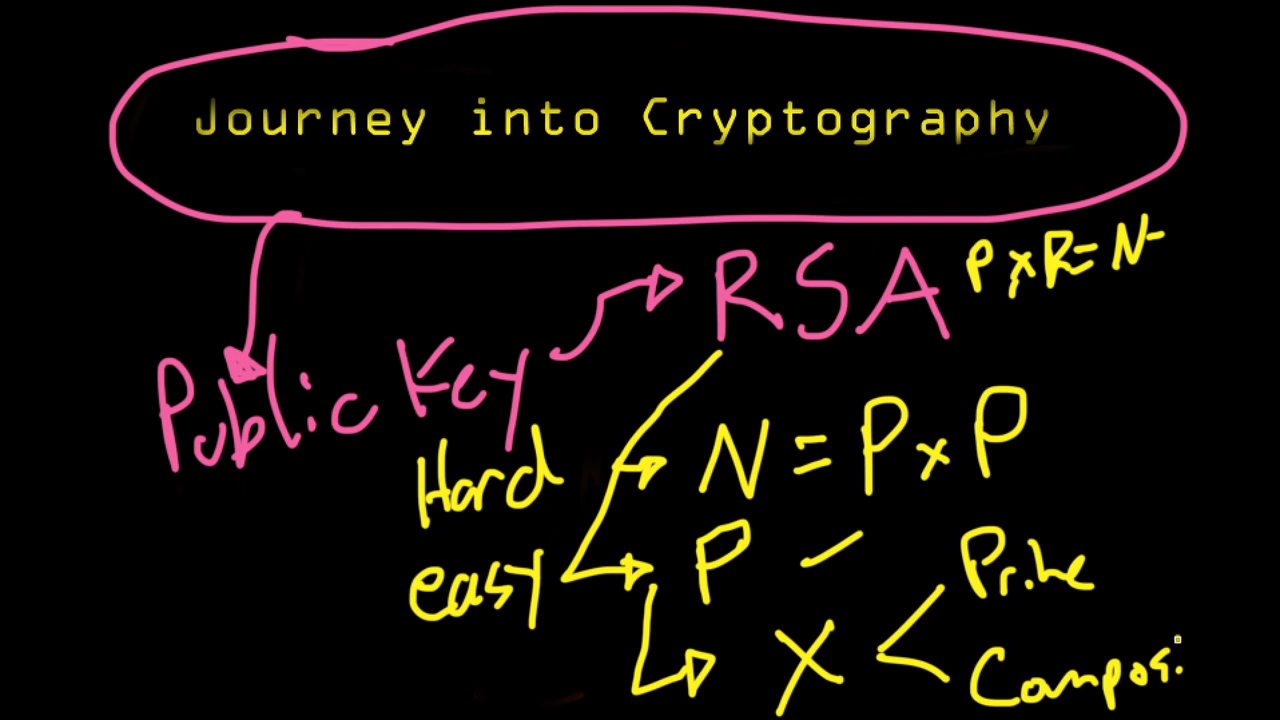 Journey into Cryptography
RSA
P x R = N
Public Key
Hard
N = P x P
easy
P -
Prime
X
Composi